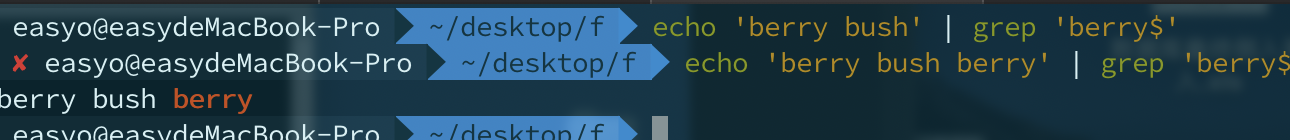 easyo@easydeMacBook-Pro ~/desktop/f echo 'berry bush' | grep 'berry$'
✘ easyo@easydeMacBook-Pro ~/desktop/f echo 'berry bush berry' | grep 'berry$
berry bush berry
easyo@easydeMacBook-Pro ~/desktop/f